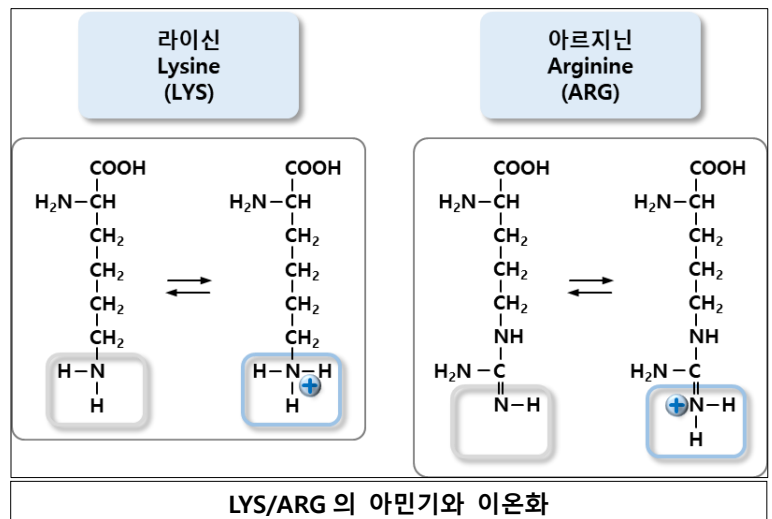 라이신
Lysine
(LYS)
아르지닌
Arginine
(ARG)
COOH
H₂N–CH
CH₂
CH₂
CH₂
CH₂
H–N
H
COOH
H₂N–CH
CH₂
CH₂
CH₂
CH₂
H–N–H
+
H
COOH
H₂N–CH
CH₂
CH₂
CH₂
NH
H₂N–C
N–H
COOH
H₂N–CH
CH₂
CH₂
CH₂
NH
H₂N–C
+N–H
H
LYS/ARG 의 아민기와 이온화